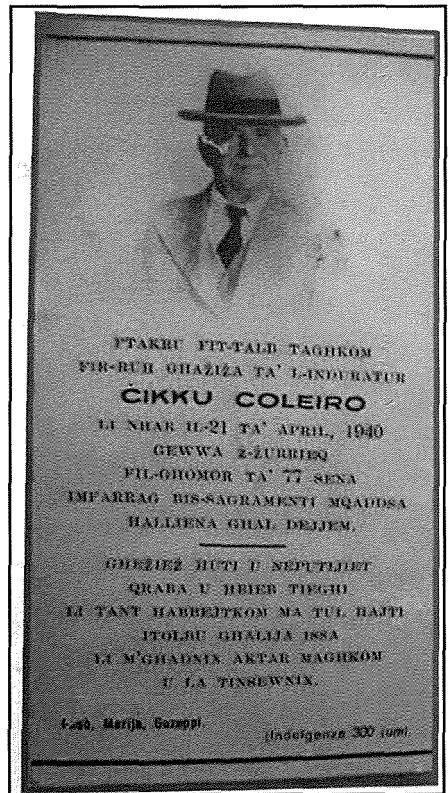 FTAKRU FIT-TALB TAGHKOM
FIR-RUH GHAŻIŻA TA' L-INDURATUR
ĊIKKU COLEIRO
LI NHAR IL-21 TA' APRIL, 1940
GEWWA Ż-ŻURRIEQ
FIL-GHOMOR TA' 77 SENA
IMFARRAG BIS-SAGRAMENTI MQADDSA
HALLIENA GHAL DEJJEM.
GHEŻIEŻ HUTI U NEPUTIJIET
QRABA U HBIEB TIEGHI
LI TANT HABBEJTKOM MA TUL HAJTI
ITOLBU GHALIJA ISSA
LI M'GHADNIX AKTAR MAGHKOM
U LA TINSEWNIX.
Marija, Guzeppi.
(Indulgenza 300 jum).